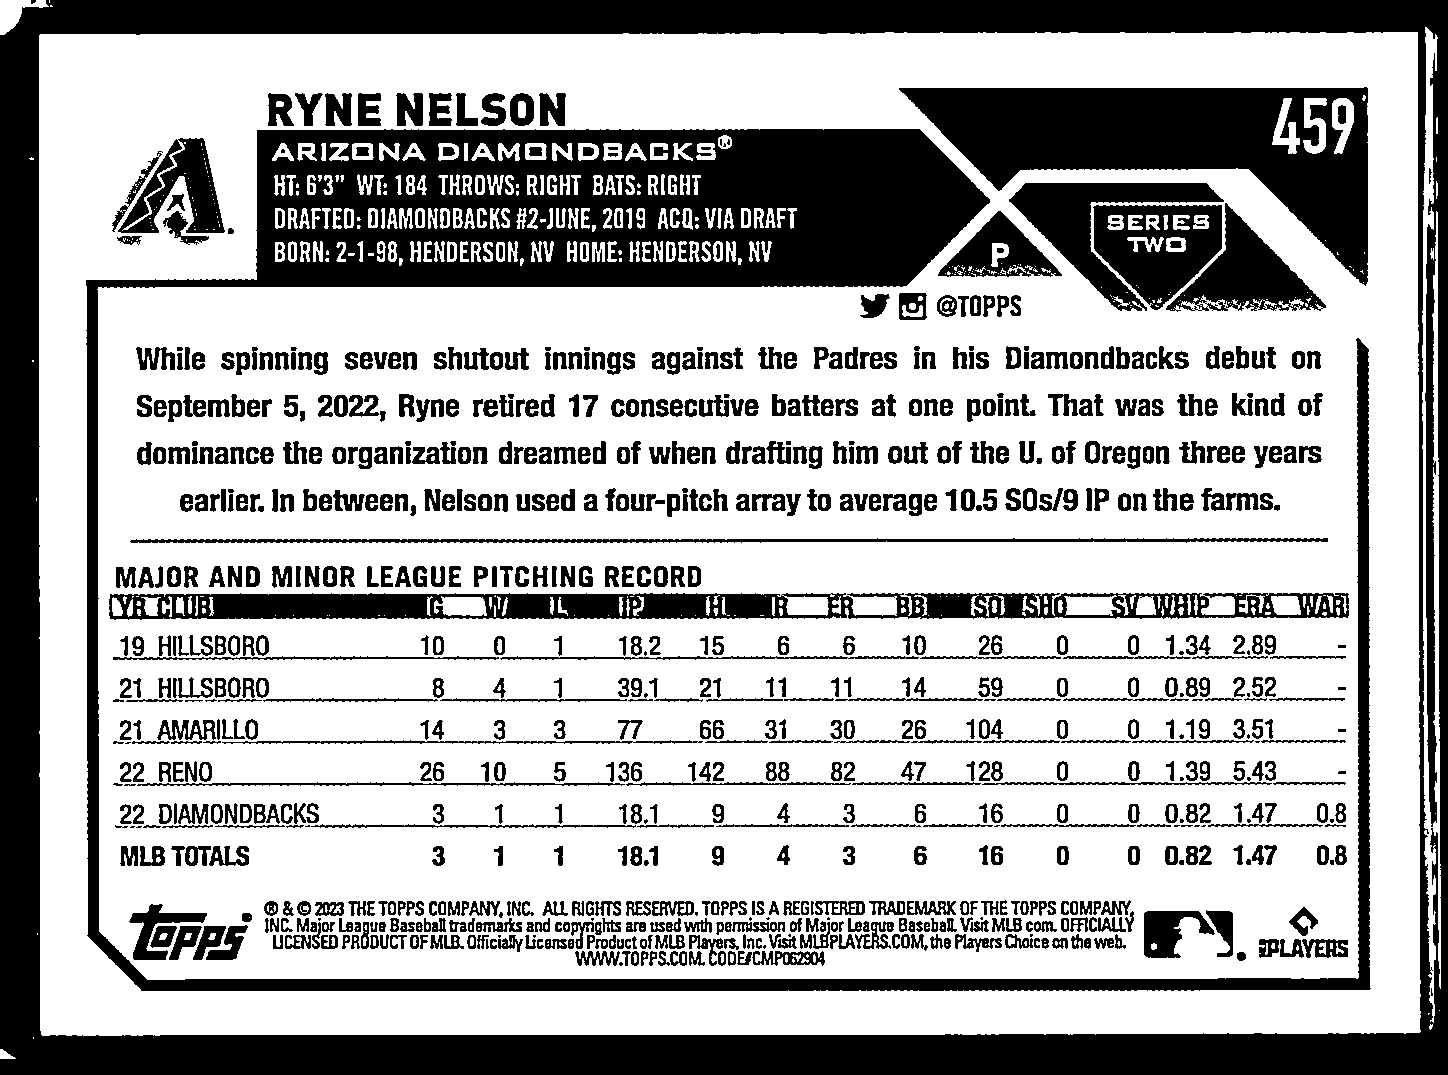 RYNE NELSON
459
ARIZONA DIAMONDBACKS®
HT: 6'3" WT: 184 THROWS: RIGHT BATS: RIGHT
DRAFTED: DIAMONDBACKS #2-JUNE, 2019 ACQ: VIA DRAFT
BORN: 2-1-98, HENDERSON, NV HOME: HENDERSON, NV
P
SERIES
TWO
@TOPPS
While spinning seven shutout innings against the Padres in his Diamondbacks debut on
September 5, 2022, Ryne retired 17 consecutive batters at one point. That was the kind of
dominance the organization dreamed of when drafting him out of the U. of Oregon three years
earlier. In between, Nelson used a four-pitch array to average 10.5 SOs/9 IP on the farms.
MAJOR AND MINOR LEAGUE PITCHING RECORD
YR CLUB G W L IP H R ER BB SO SHO SV WHIP ERA WAR
19 HILLSBORO 10 0 1 18.2 15 6 6 10 26 0 0 1.34 2.89 -
21 HILLSBORO 8 4 1 39.1 21 11 11 14 59 0 0 0.89 2.52 -
21 AMARILLO 14 3 3 77 66 31 30 26 104 0 0 1.19 3.51 -
22 RENO 26 10 5 136 142 88 82 47 128 0 0 1.39 5.43 -
22 DIAMONDBACKS 3 1 1 18.1 9 4 3 6 16 0 0 0.82 1.47 0.8
MLB TOTALS 3 1 1 18.1 9 4 3 6 16 0 0 0.82 1.47 0.8
topps
® & © 2023 THE TOPPS COMPANY, INC. ALL RIGHTS RESERVED. TOPPS IS A REGISTERED TRADEMARK OF THE TOPPS COMPANY,
INC. Major League Baseball trademarks and copyrights are used with permission of Major League Baseball. Visit MLB.com. OFFICIALLY
LICENSED PRODUCT OF MLB. Officially Licensed Product of MLB Players, Inc. Visit MLBPLAYERS.COM, the Players Choice on the web.
WWW.TOPPS.COM. CODE#CMP062904
PLAYERS